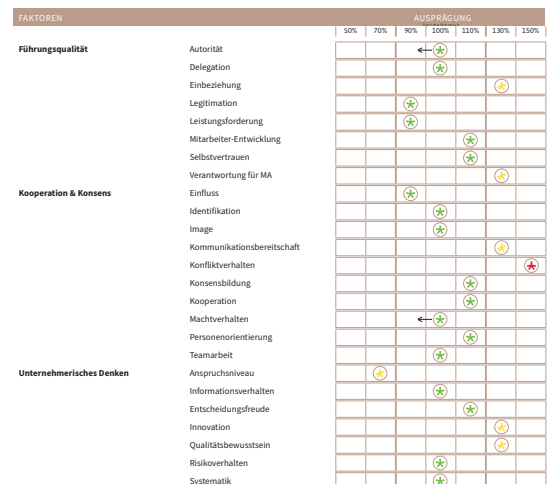 FAKTOREN AUSPRÄGUNG
50% 70% 90% 100% 110% 130% 150%
Führungsqualität Autorität
Delegation
Einbeziehung
Legitimation
Leistungsforderung
Mitarbeiter-Entwicklung
Selbstvertrauen
Verantwortung für MA
Kooperation & Konsens Einfluss
Identifikation
Image
Kommunikationsbereitschaft
Konfliktverhalten
Konsensbildung
Kooperation
Machtverhalten
Personenorientierung
Teamarbeit
Unternehmerisches Denken Anspruchsniveau
Informationsverhalten
Entscheidungsfreude
Innovation
Qualitätsbewusstsein
Risikoverhalten
Systematik